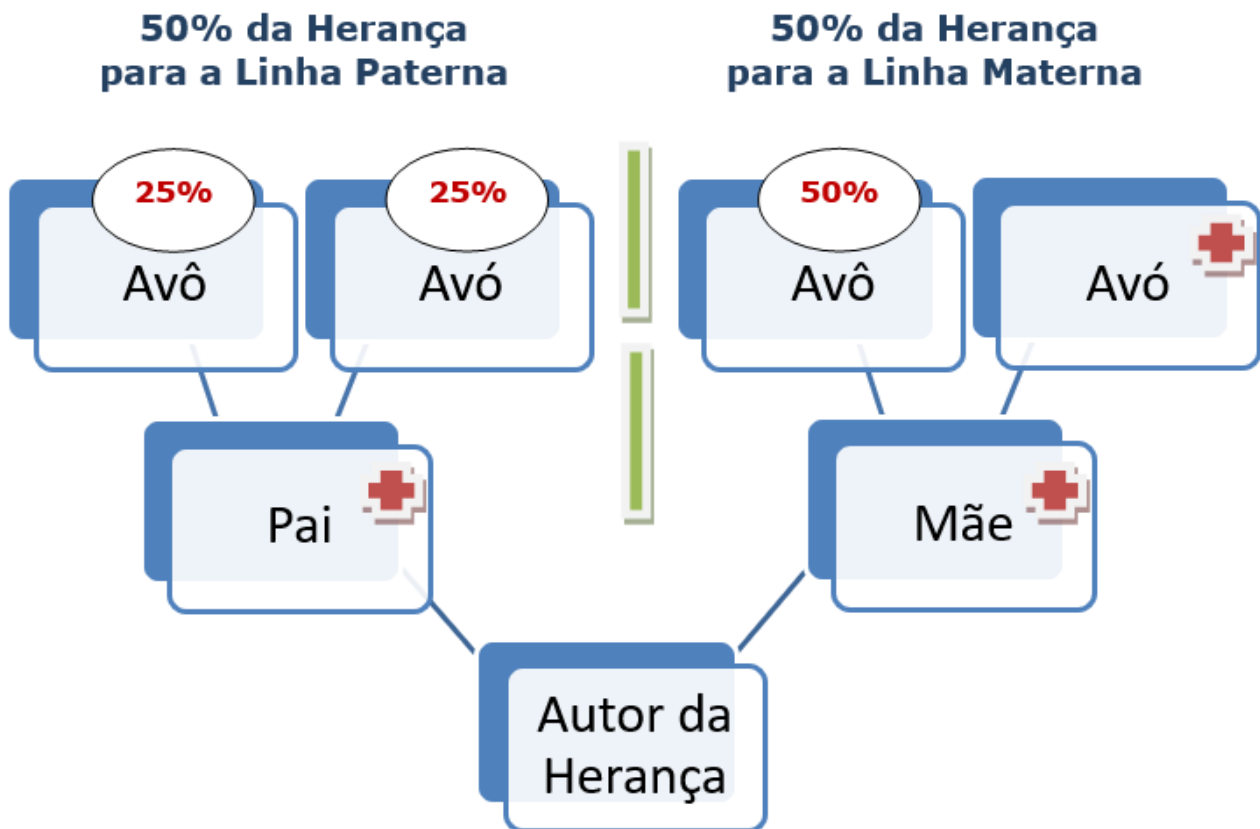 50% da Herança
para a Linha Paterna
50% da Herança
para a Linha Materna
25%
25%
50%
Avô
Avó
Avô
Avó
Pai
Mãe
Autor da
Herança